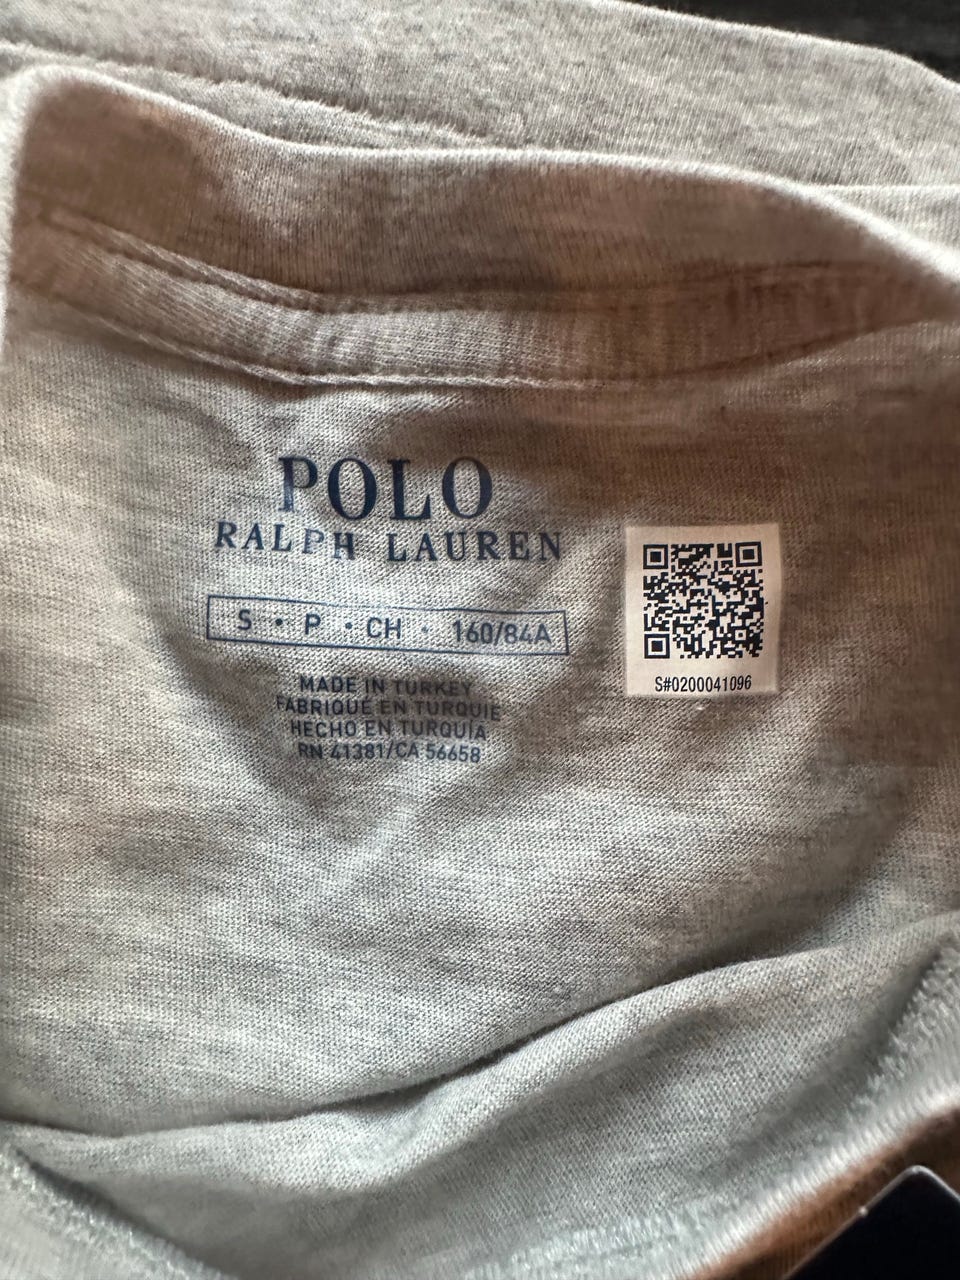 POLO
RALPH LAUREN
S • P • CH • 160/84A
MADE IN TURKEY
FABRIQUÉ EN TURQUIE
HECHO EN TURQUÍA
RN 41381/CA 56658
S#0200041096